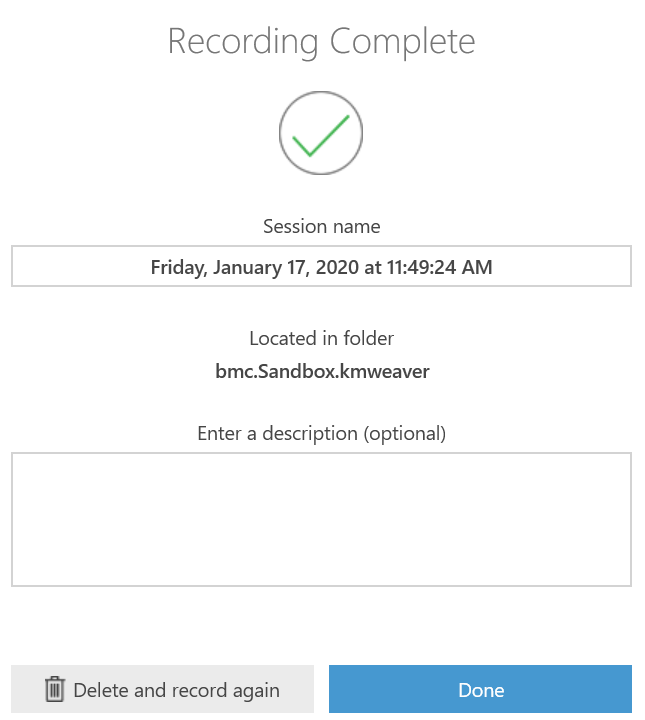 Recording Complete
Session name
Friday, January 17, 2020 at 11:49:24 AM
Located in folder
bmc.Sandbox.kmweaver
Enter a description (optional)
Delete and record again
Done